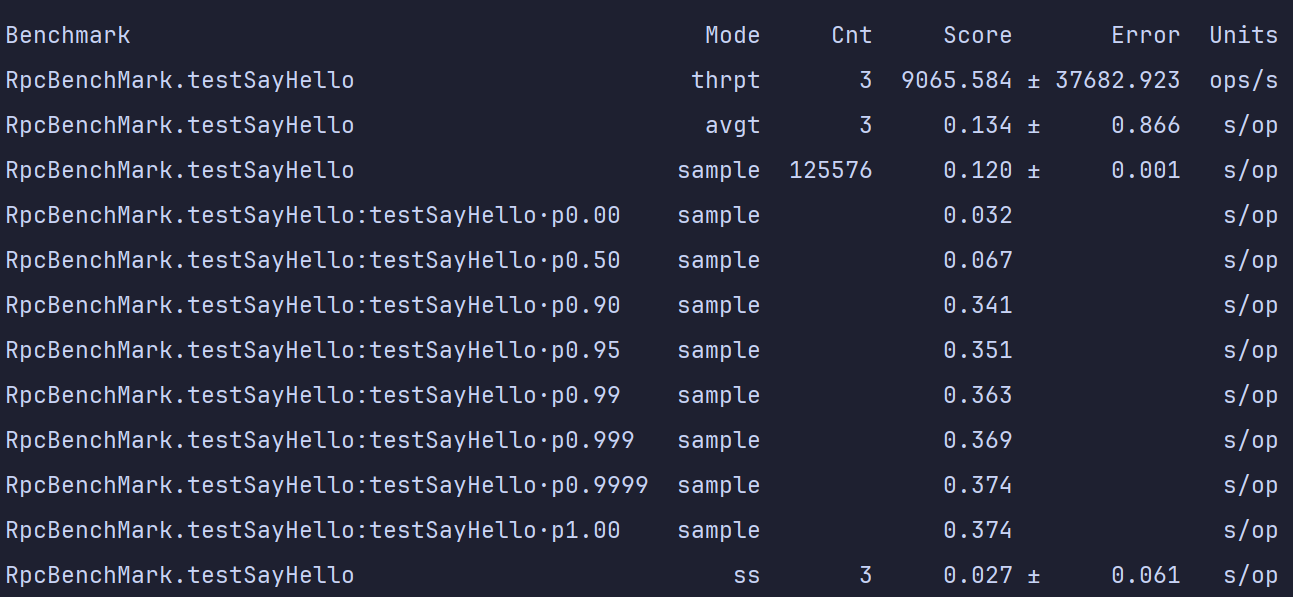 Benchmark Mode Cnt Score Error Units
RpcBenchMark.testSayHello thrpt 3 9065.584 ± 37682.923 ops/s
RpcBenchMark.testSayHello avgt 3 0.134 ± 0.866 s/op
RpcBenchMark.testSayHello sample 125576 0.120 ± 0.001 s/op
RpcBenchMark.testSayHello:testSayHello·p0.00 sample 0.032 s/op
RpcBenchMark.testSayHello:testSayHello·p0.50 sample 0.067 s/op
RpcBenchMark.testSayHello:testSayHello·p0.90 sample 0.341 s/op
RpcBenchMark.testSayHello:testSayHello·p0.95 sample 0.351 s/op
RpcBenchMark.testSayHello:testSayHello·p0.99 sample 0.363 s/op
RpcBenchMark.testSayHello:testSayHello·p0.999 sample 0.369 s/op
RpcBenchMark.testSayHello:testSayHello·p0.9999 sample 0.374 s/op
RpcBenchMark.testSayHello:testSayHello·p1.00 sample 0.374 s/op
RpcBenchMark.testSayHello ss 3 0.027 ± 0.061 s/op